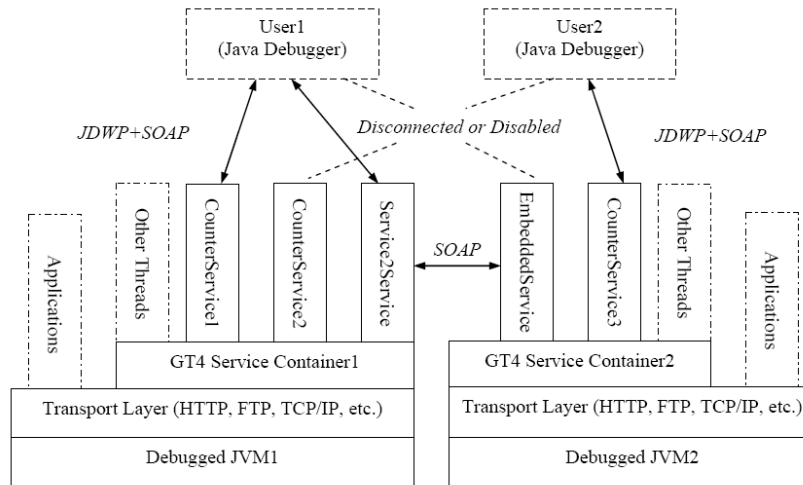 User1
(Java Debugger)
User2
(Java Debugger)
JDWP+SOAP
Disconnected or Disabled
JDWP+SOAP
Applications
Other Threads
CounterService1
CounterService2
Service2Service
SOAP
EmbeddedService
CounterService3
Other Threads
Applications
GT4 Service Container1
GT4 Service Container2
Transport Layer (HTTP, FTP, TCP/IP, etc.)
Transport Layer (HTTP, FTP, TCP/IP, etc.)
Debugged JVM1
Debugged JVM2